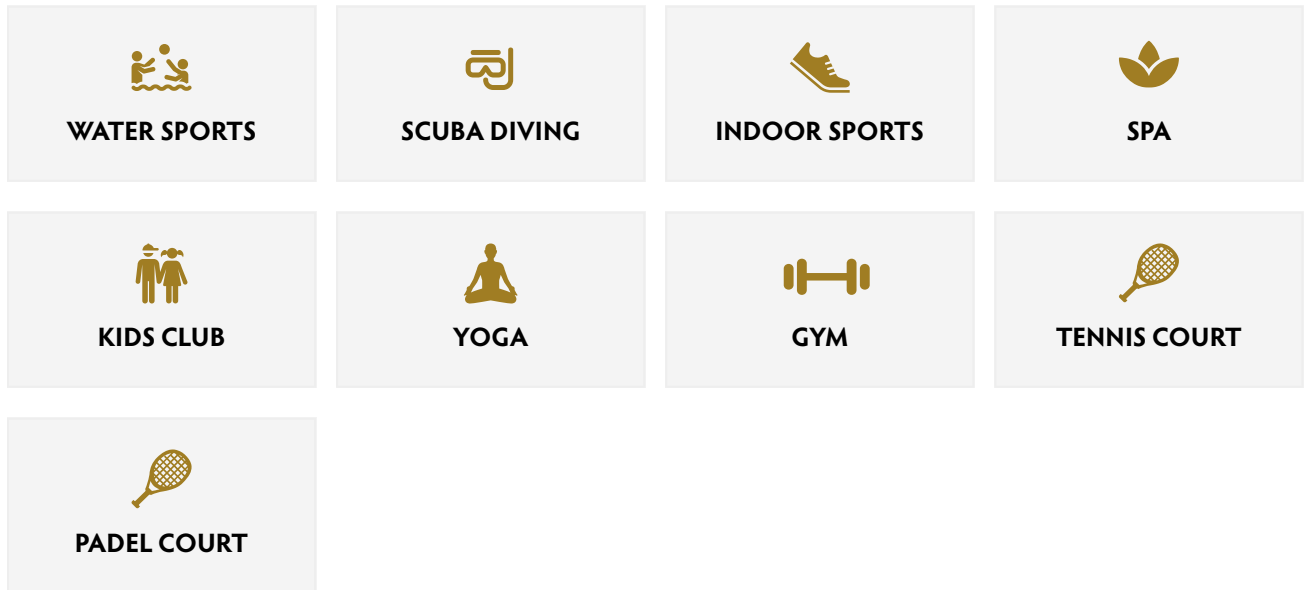 WATER SPORTS
SCUBA DIVING
INDOOR SPORTS
SPA
KIDS CLUB
YOGA
GYM
TENNIS COURT
PADEL COURT